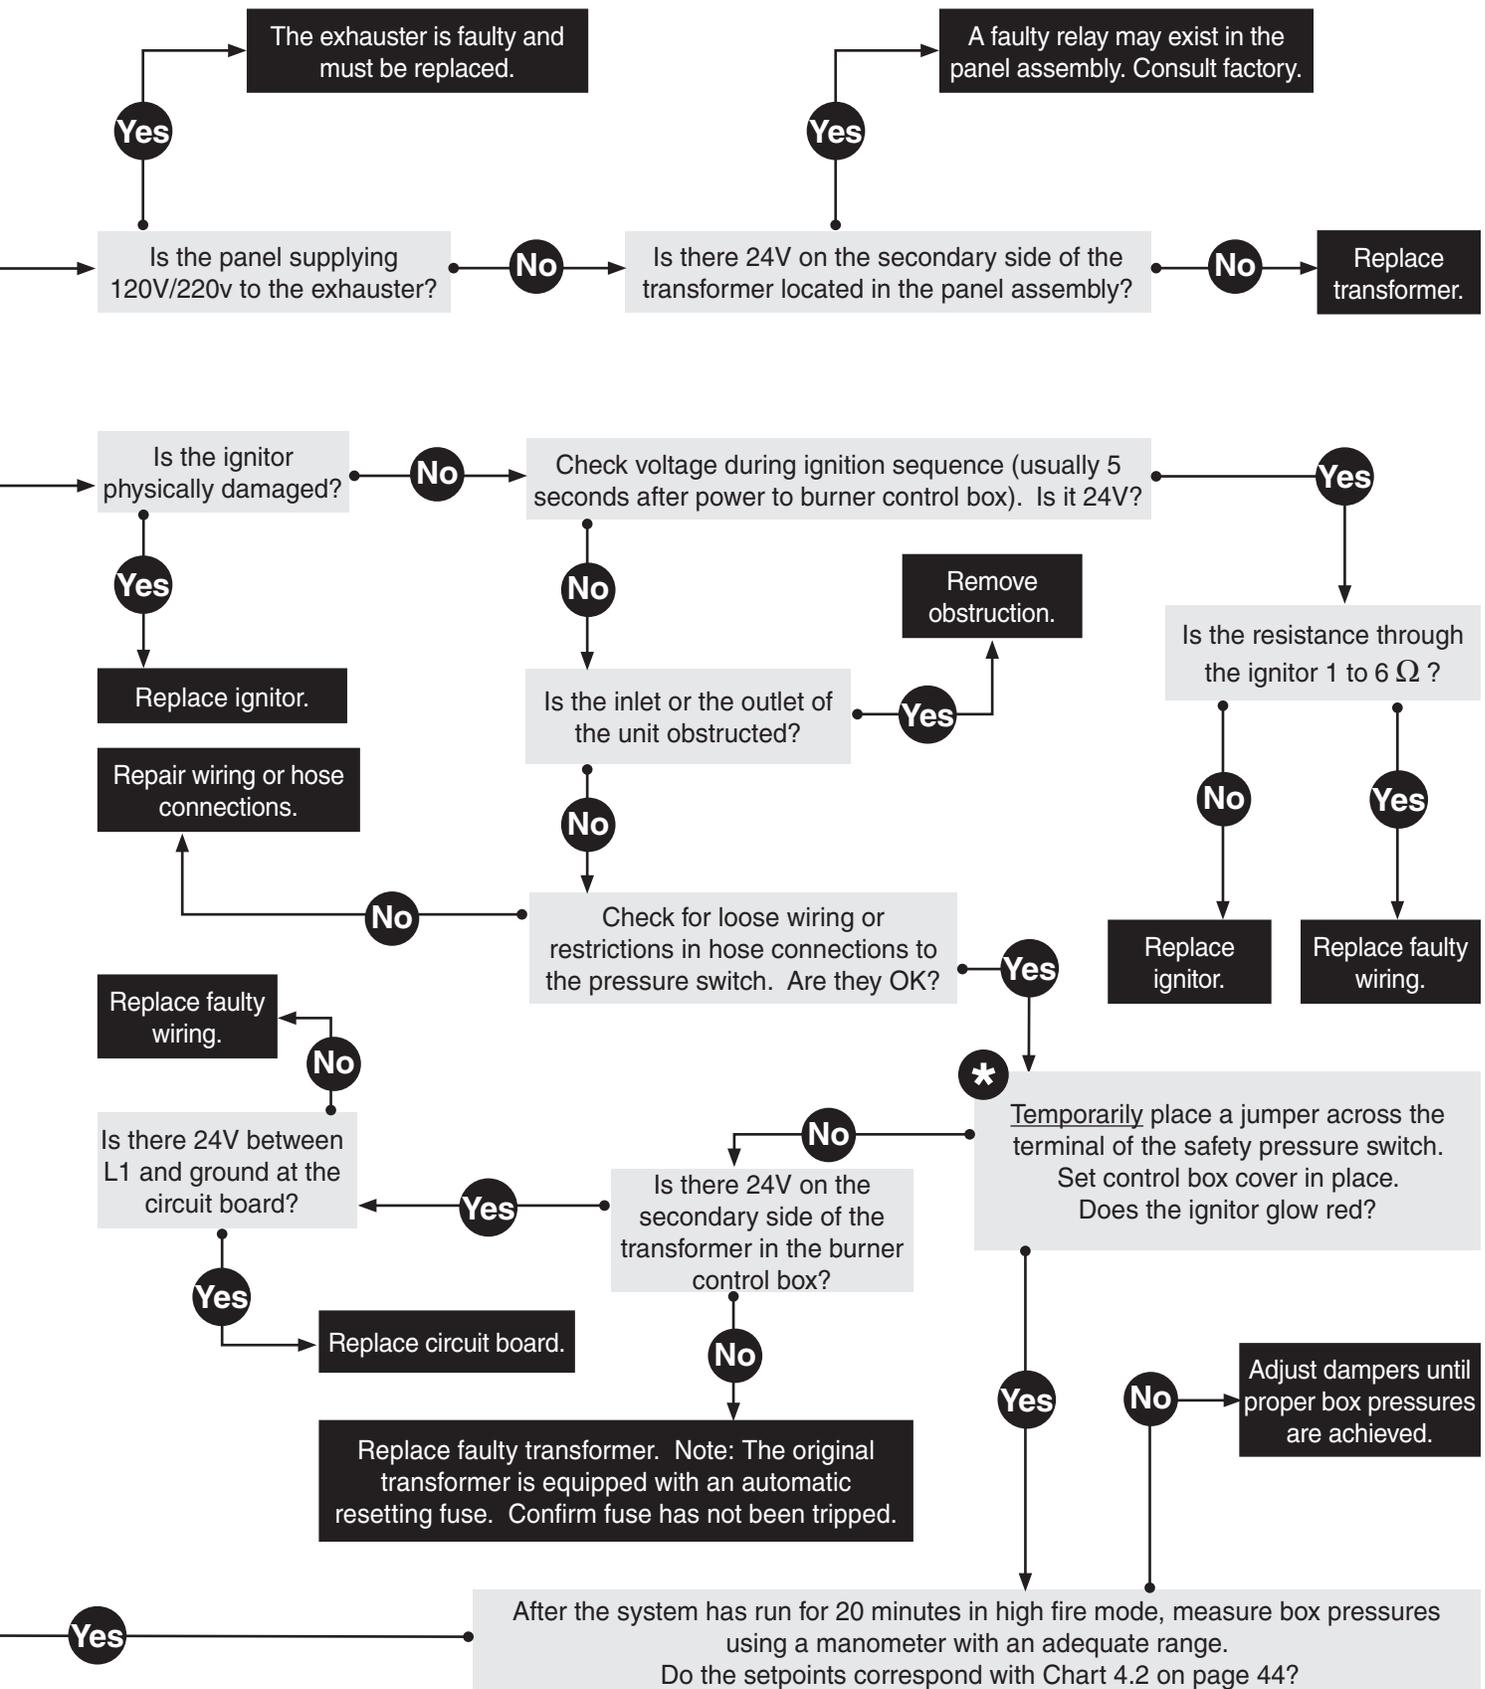 The exhauster is faulty and
must be replaced.
A faulty relay may exist in the
panel assembly. Consult factory.
Yes
Yes
Is the panel supplying
120V/220v to the exhauster?
No
Is there 24V on the secondary side of the
transformer located in the panel assembly?
No
Replace
transformer.
Is the ignitor
physically damaged?
No
Check voltage during ignition sequence (usually 5
seconds after power to burner control box).  Is it 24V?
Yes
Yes
No
Remove
obstruction.
Is the resistance through
the ignitor 1 to 6 Ω ?
Replace ignitor.
Is the inlet or the outlet of
the unit obstructed?
Yes
Repair wiring or hose
connections.
No
No
Yes
No
Check for loose wiring or
restrictions in hose connections to
the pressure switch.  Are they OK?
Yes
Replace
ignitor.
Replace faulty
wiring.
Replace faulty
wiring.
No
*
Temporarily place a jumper across the
terminal of the safety pressure switch.
Set control box cover in place.
Does the ignitor glow red?
No
Is there 24V between
L1 and ground at the
circuit board?
Yes
Is there 24V on the
secondary side of the
transformer in the burner
control box?
Yes
Replace circuit board.
No
Yes
No
Adjust dampers until
proper box pressures
are achieved.
Replace faulty transformer.  Note: The original
transformer is equipped with an automatic
resetting fuse.  Confirm fuse has not been tripped.
Yes
After the system has run for 20 minutes in high fire mode, measure box pressures
using a manometer with an adequate range.
Do the setpoints correspond with Chart 4.2 on page 44?